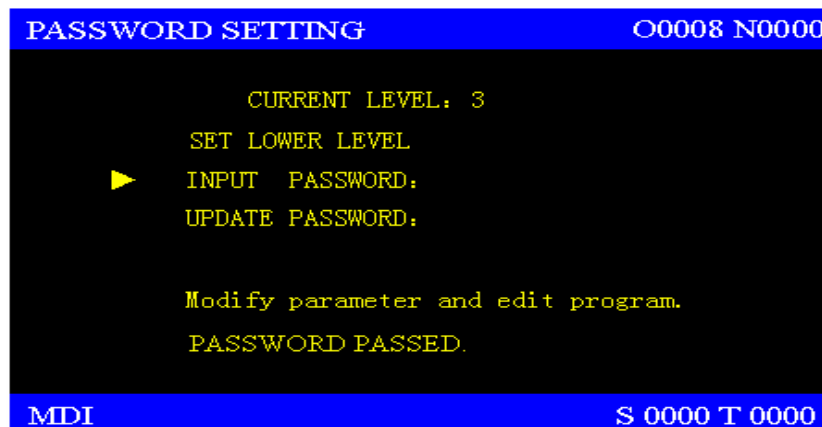 PASSWORD SETTING O0008 N0000
CURRENT LEVEL: 3
SET LOWER LEVEL
INPUT PASSWORD:
UPDATE PASSWORD:
Modify parameter and edit program.
PASSWORD PASSED.
MDI S 0000 T 0000